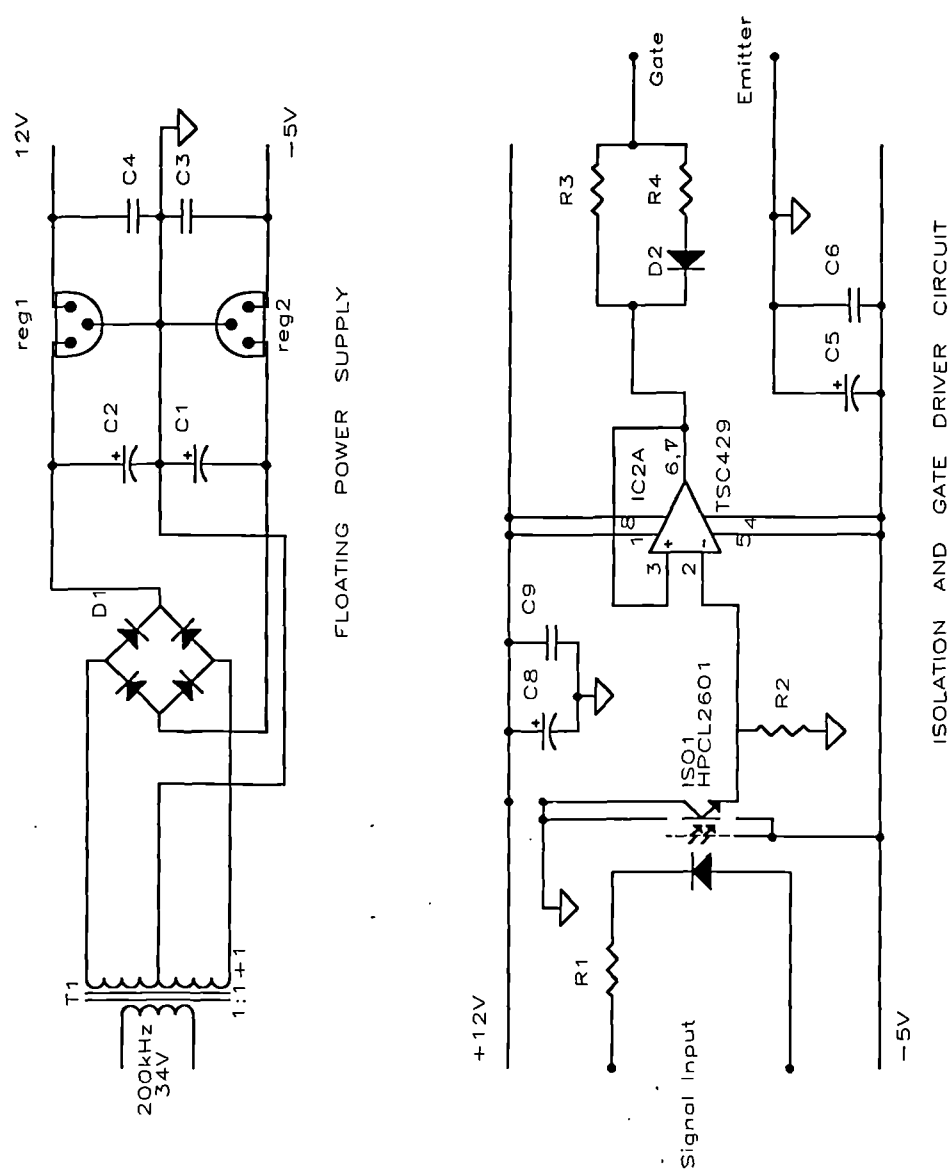 200kHz
34V
T1
1:1+1
D1
C2
C1
reg1
reg2
12V
C4
C3
-5V
FLOATING POWER SUPPLY
+12V
Signal Input
-5V
R1
ISO1
HPCL2601
R2
C8
C9
3
2
1
8
+
-
5
4
IC2A
6,7
TSC429
D2
R3
R4
Gate
Emitter
C5
C6
+
+
+
+
ISOLATION AND GATE DRIVER CIRCUIT